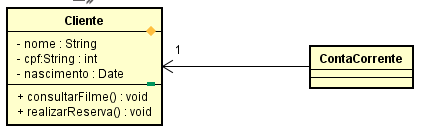 Cliente
- nome : String
- cpf:String : int
- nascimento : Date
+ consultarFilme() : void
+ realizarReserva() : void
1
ContaCorrente